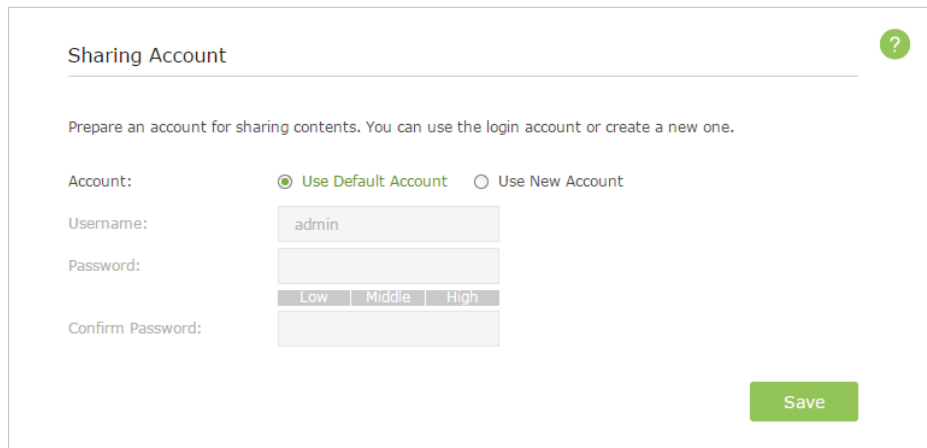 Sharing Account
?
Prepare an account for sharing contents. You can use the login account or create a new one.
Account: Use Default Account Use New Account
Username: admin
Password:
Low Middle High
Confirm Password:
Save